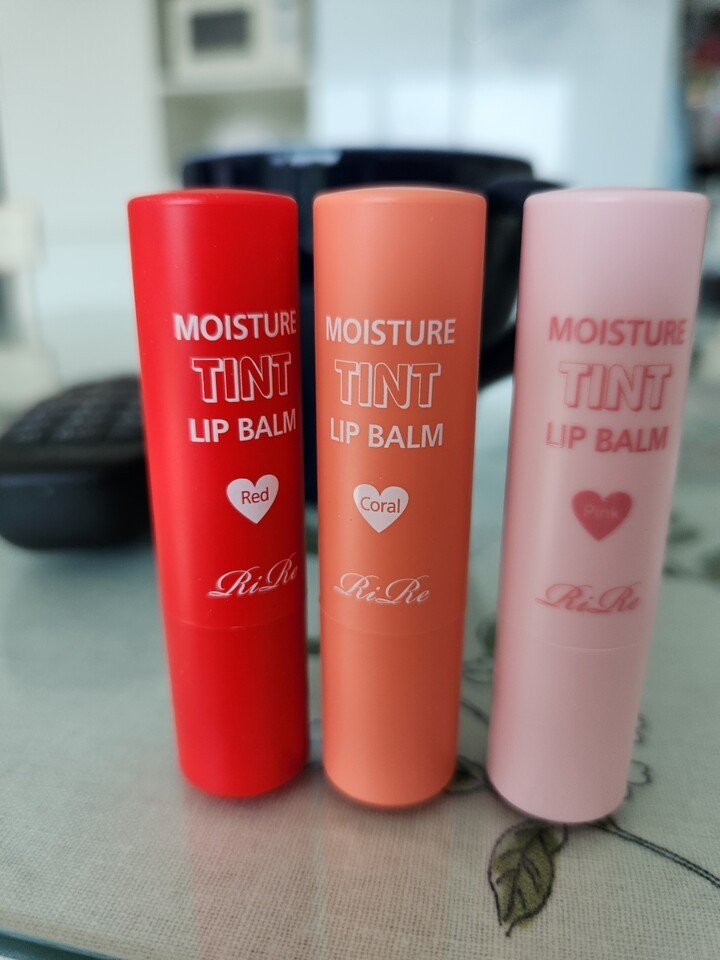 MOISTURE
TINT
LIP BALM
Red
RiRe
MOISTURE
TINT
LIP BALM
Coral
RiRe
MOISTURE
TINT
LIP BALM
Pink
RiRe